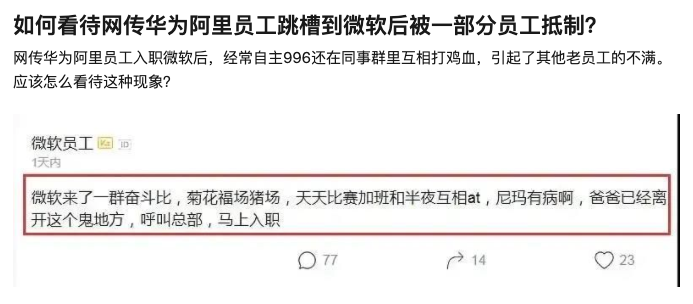 如何看待网传华为阿里员工跳槽到微软后被一部分员工抵制?
网传华为阿里员工入职微软后，经常自主996还在同事群里互相打鸡血，引起了其他老员工的不满。
应该怎么看待这种现象?
微软员工
1天内
微软来了一群奋斗比，菊花福场猪场，天天比赛加班和半夜互相at，尼玛有病啊，爸爸已经离
开这个鬼地方，呼叫总部，马上入职
77 14 23